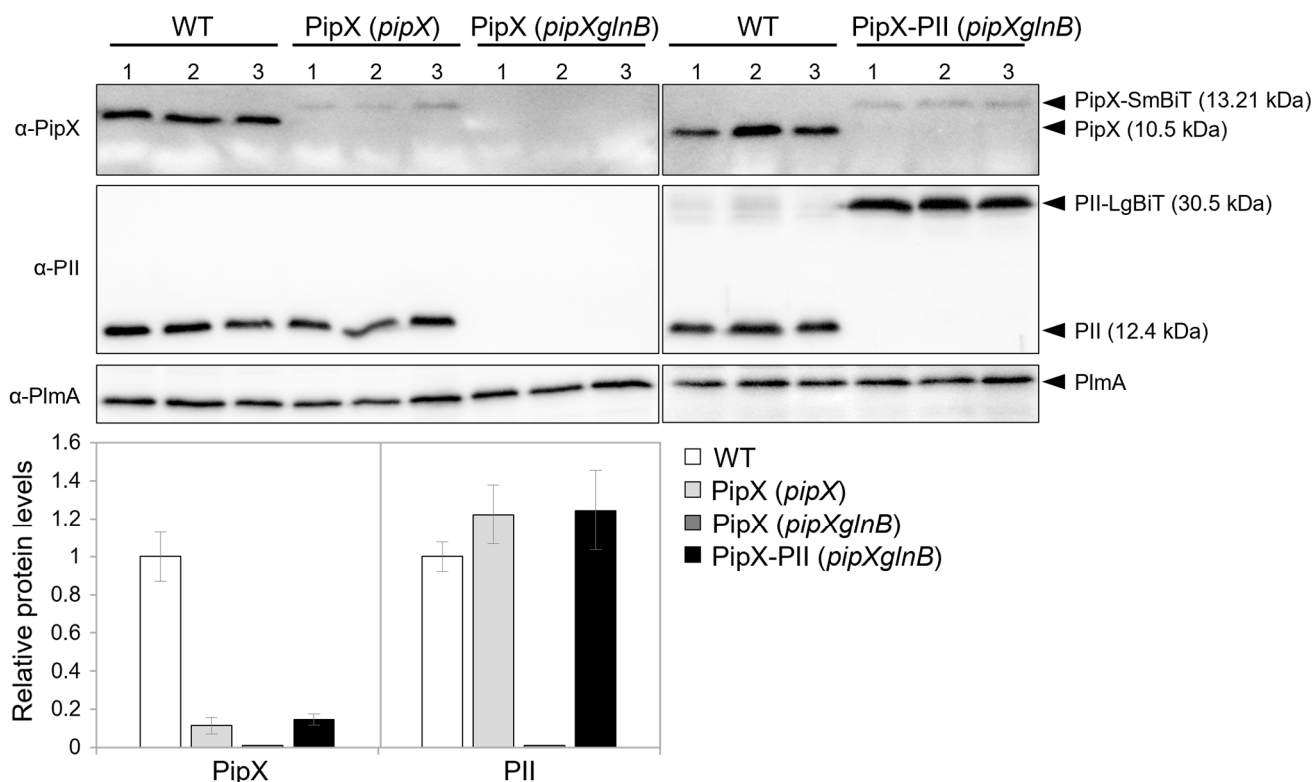 WT PipX (pipX) PipX (pipXglnB) WT PipX-PII (pipXglnB)
1 2 3 1 2 3 1 2 3 1 2 3 1 2 3
α-PipX
PipX-SmBiT (13.21 kDa)
PipX (10.5 kDa)
α-PII
PII-LgBiT (30.5 kDa)
PII (12.4 kDa)
α-PlmA
PlmA
Relative protein levels
1.6
1.4
1.2
1
0.8
0.6
0.4
0.2
0
PipX PII
WT
PipX (pipX)
PipX (pipXglnB)
PipX-PII (pipXglnB)